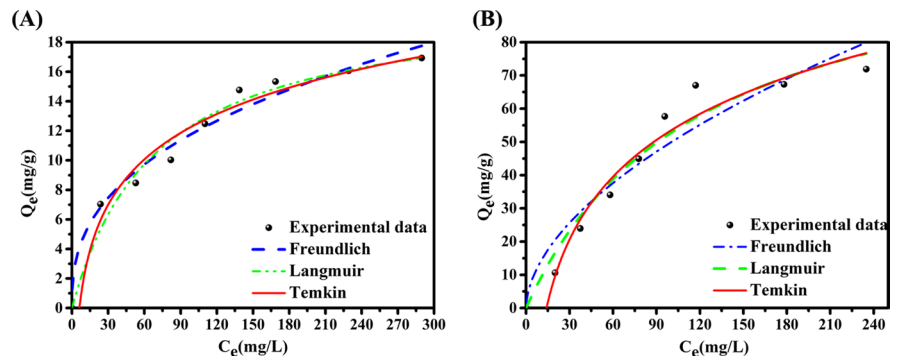 (A)
18
16
14
12
10
8
6
4
2
0
Qe(mg/g)
Experimental data
Freundlich
Langmuir
Temkin
0 30 60 90 120 150 180 210 240 270 300
Ce(mg/L)
(B)
80
70
60
50
40
30
20
10
0
Qe(mg/g)
Experimental data
Freundlich
Langmuir
Temkin
0 30 60 90 120 150 180 210 240
Ce(mg/L)